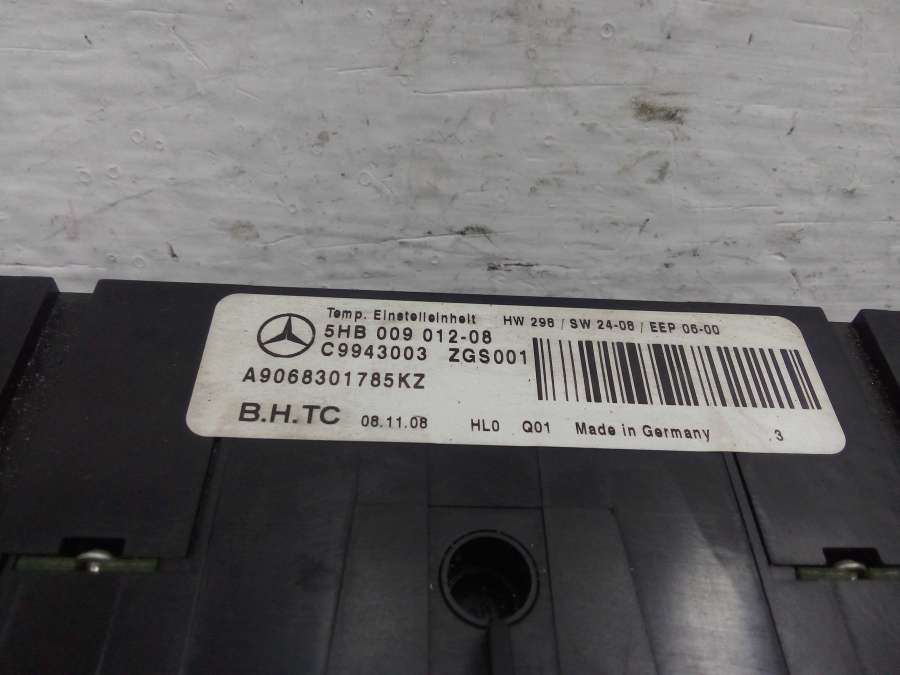 Temp. Einstelleinheit HW 298 / SW 24-08 / EEP 06-00
5HB 009 012-08
C9943003 ZGS001
A9068301785KZ
B.H.TC 08.11.08 HL0 Q01 Made in Germany 3